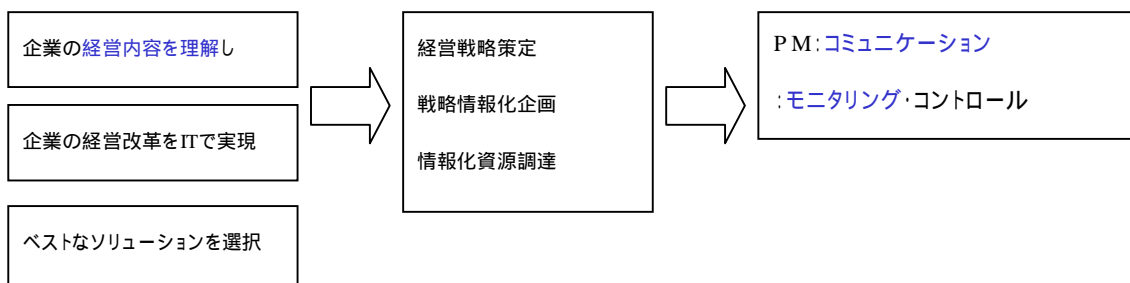 企業の経営内容を理解し
企業の経営改革をITで実現
ベストなソリューションを選択
経営戦略策定
戦略情報化企画
情報化資源調達
PM:コミュニケーション
:モニタリング・コントロール